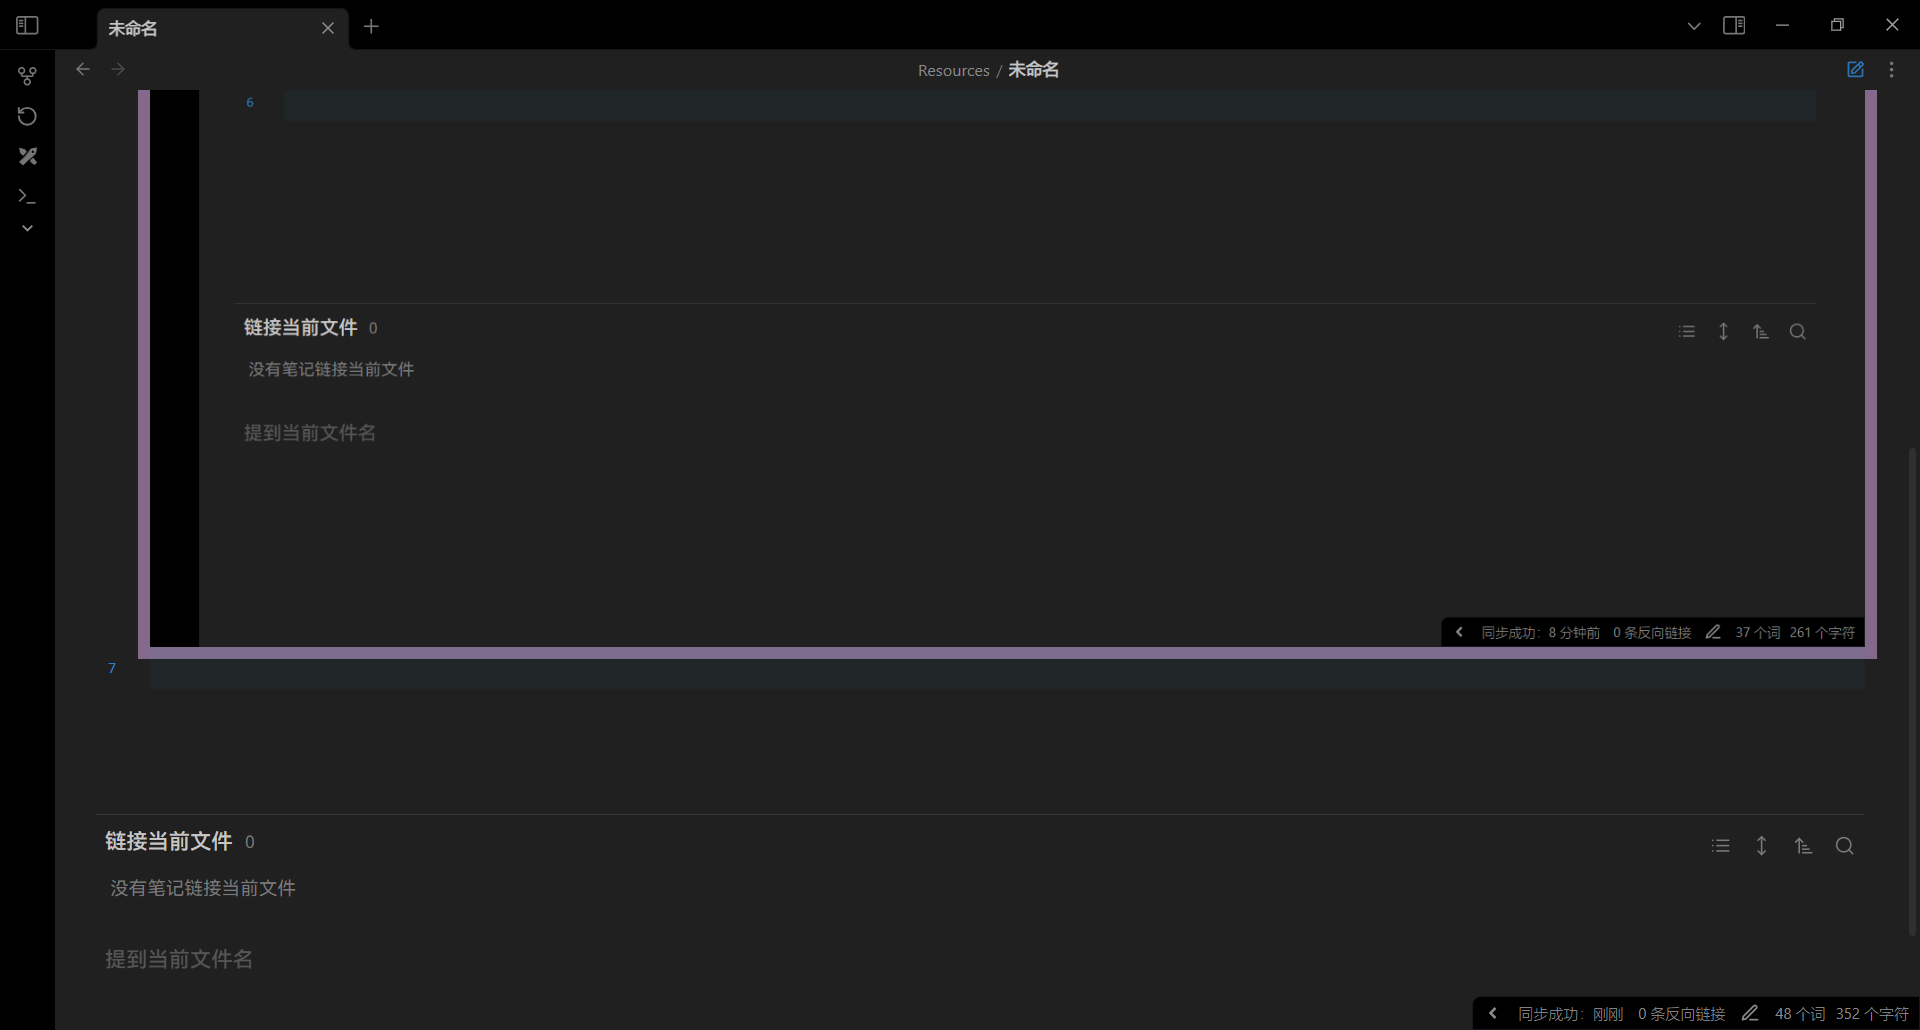 未命名
Resources / 未命名
6
链接当前文件 0
没有笔记链接当前文件
提到当前文件名
同步成功: 8 分钟前 0 条反向链接 37 个词 261 个字符
7
链接当前文件 0
没有笔记链接当前文件
提到当前文件名
同步成功: 刚刚 0 条反向链接 48 个词 352 个字符